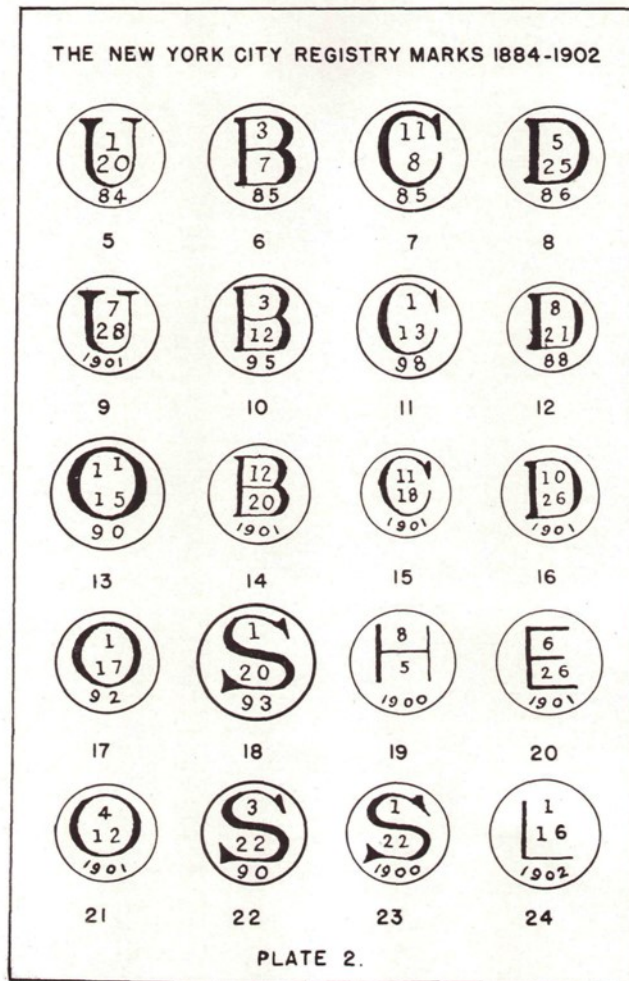 THE NEW YORK CITY REGISTRY MARKS 1884-1902
U 1 20 84
B 3 7 85
C 11 8 85
D 5 25 86
5 6 7 8
U 7 28 1901
B 3 12 95
C 1 13 98
D 8 21 88
9 10 11 12
O 11 15 90
B 12 20 1901
C 11 18 1901
D 10 26 1901
13 14 15 16
O 1 17 92
S 1 20 93
H 8 5 1900
E 6 26 1901
17 18 19 20
O 4 12 1901
S 3 22 90
S 1 22 1900
L 1 16 1902
21 22 23 24
PLATE 2.